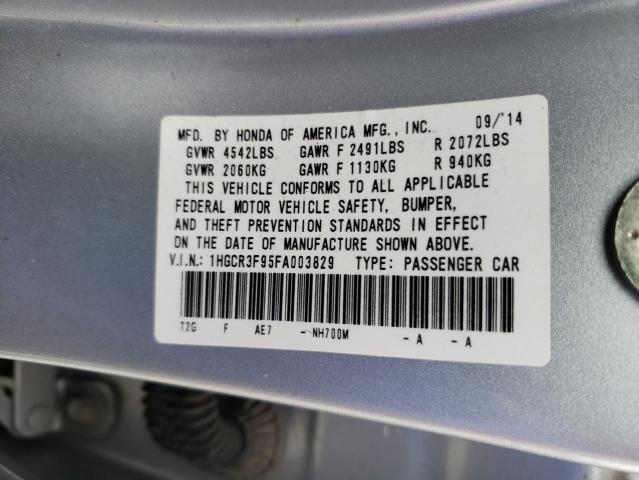 MFD. BY HONDA OF AMERICA MFG., INC. 09/'14
GVWR 4542LBS GAWR F 2491LBS R 2072LBS
GVWR 2060KG GAWR F 1130KG R 940KG
THIS VEHICLE CONFORMS TO ALL APPLICABLE
FEDERAL MOTOR VEHICLE SAFETY, BUMPER,
AND THEFT PREVENTION STANDARDS IN EFFECT
ON THE DATE OF MANUFACTURE SHOWN ABOVE.
V.I.N.: 1HGCR3F95FA003829 TYPE: PASSENGER CAR
T2G F AE7 - NH700M - A - A